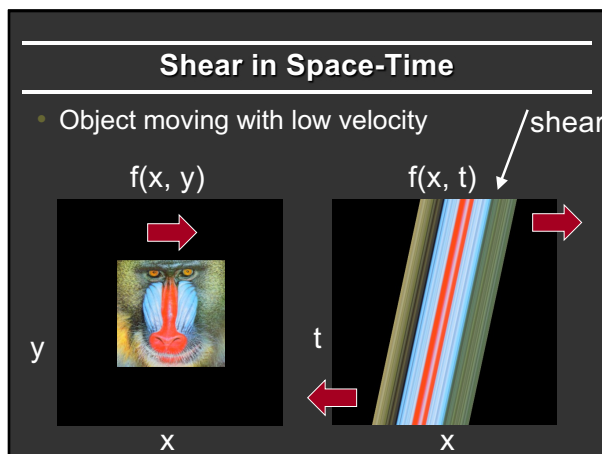 Shear in Space-Time
• Object moving with low velocity
shear
f(x, y)
f(x, t)
y
t
x
x